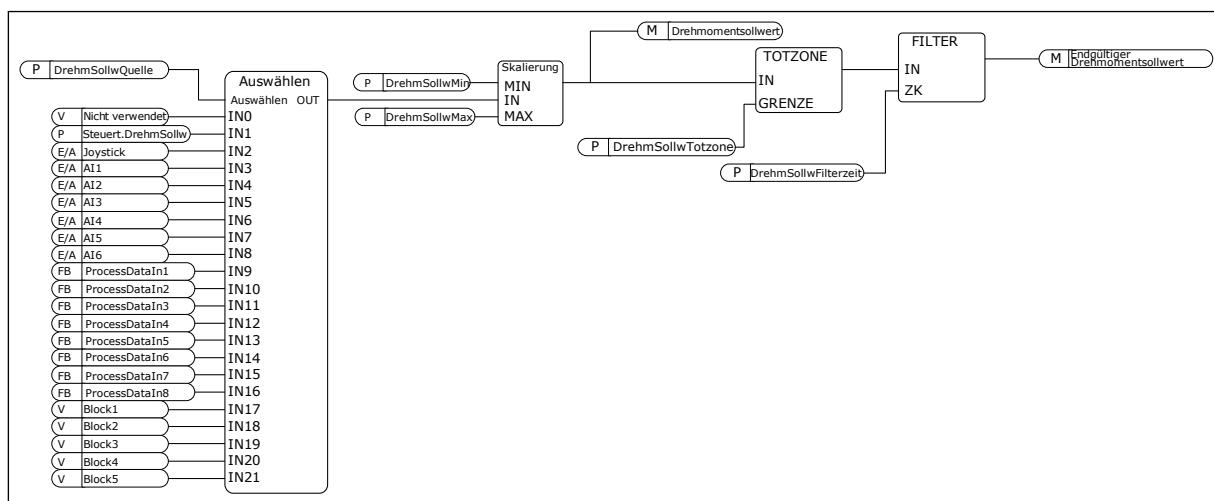 P DrehmSollwQuelle
Auswählen
Auswählen OUT
V Nicht verwendet IN0
P Steuert.DrehmSollw IN1
E/A Joystick IN2
E/A AI1 IN3
E/A AI2 IN4
E/A AI3 IN5
E/A AI4 IN6
E/A AI5 IN7
E/A AI6 IN8
FB ProcessDataIn1 IN9
FB ProcessDataIn2 IN10
FB ProcessDataIn3 IN11
FB ProcessDataIn4 IN12
FB ProcessDataIn5 IN13
FB ProcessDataIn6 IN14
FB ProcessDataIn7 IN15
FB ProcessDataIn8 IN16
V Block1 IN17
V Block2 IN18
V Block3 IN19
V Block4 IN20
V Block5 IN21
P DrehmSollwMin
P DrehmSollwMax
Skalierung
MIN
IN
MAX
M Drehmomentsollwert
TOTZONE
IN
GRENZE
P DrehmSollwTotzone
FILTER
IN
ZK
P DrehmSollwFilterzeit
M Endgültiger
Drehmomentsollwert